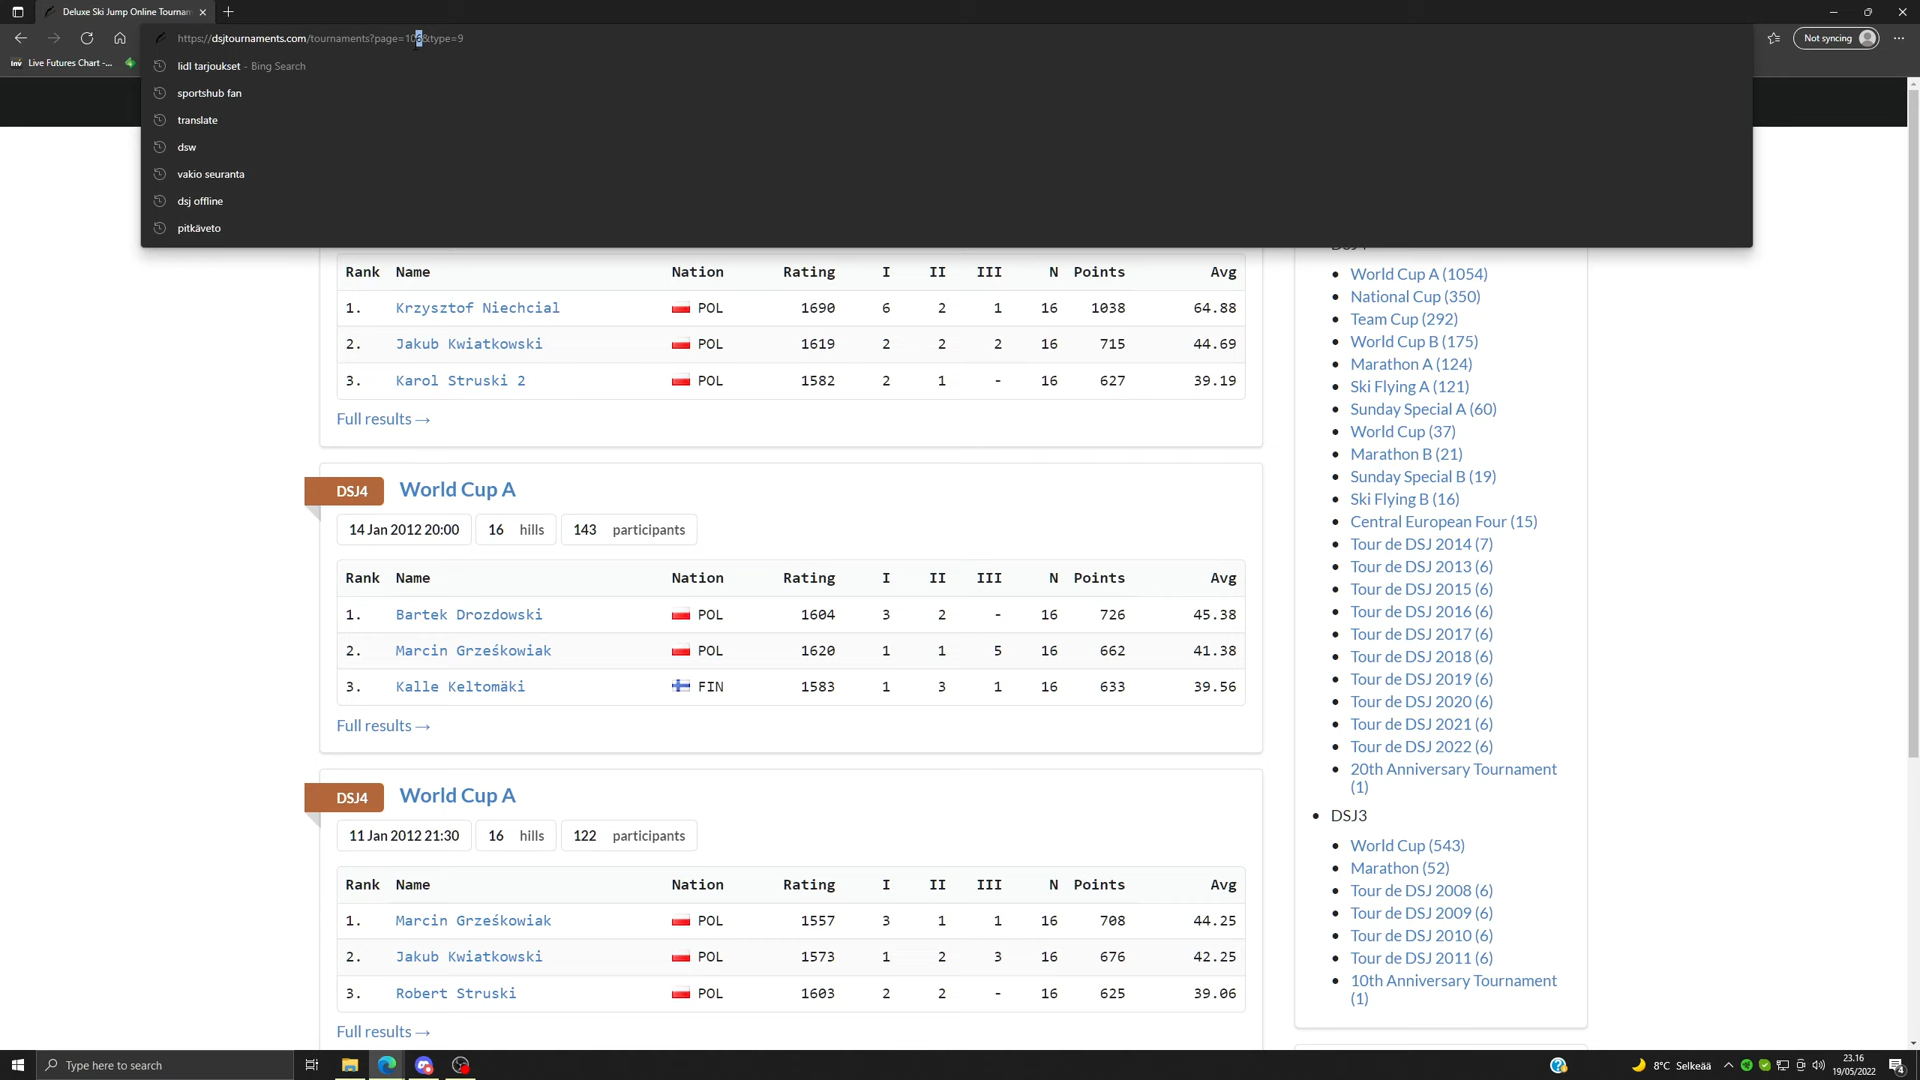 Deluxe Ski Jump Online Tournam
https://dsjtournaments.com/tournaments?page=106&type=9
Not syncing
Live Futures Chart -...
lidl tarjoukset - Bing Search
sportshub fan
translate
dsw
vakio seuranta
dsj offline
pitkäveto
Rank Name Nation Rating I II III N Points Avg
1. Krzysztof Niechcial POL 1690 6 2 1 16 1038 64.88
2. Jakub Kwiatkowski POL 1619 2 2 2 16 715 44.69
3. Karol Struski 2 POL 1582 2 1 - 16 627 39.19
Full results →
DSJ4 World Cup A
14 Jan 2012 20:00 16 hills 143 participants
Rank Name Nation Rating I II III N Points Avg
1. Bartek Drozdowski POL 1604 3 2 - 16 726 45.38
2. Marcin Grześkowiak POL 1620 1 1 5 16 662 41.38
3. Kalle Keltomäki FIN 1583 1 3 1 16 633 39.56
Full results →
DSJ4 World Cup A
11 Jan 2012 21:30 16 hills 122 participants
Rank Name Nation Rating I II III N Points Avg
1. Marcin Grześkowiak POL 1557 3 1 1 16 708 44.25
2. Jakub Kwiatkowski POL 1573 1 2 3 16 676 42.25
3. Robert Struski POL 1603 2 2 - 16 625 39.06
Full results →
World Cup A (1054)
National Cup (350)
Team Cup (292)
World Cup B (175)
Marathon A (124)
Ski Flying A (121)
Sunday Special A (60)
World Cup (37)
Marathon B (21)
Sunday Special B (19)
Ski Flying B (16)
Central European Four (15)
Tour de DSJ 2014 (7)
Tour de DSJ 2013 (6)
Tour de DSJ 2015 (6)
Tour de DSJ 2016 (6)
Tour de DSJ 2017 (6)
Tour de DSJ 2018 (6)
Tour de DSJ 2019 (6)
Tour de DSJ 2020 (6)
Tour de DSJ 2021 (6)
Tour de DSJ 2022 (6)
20th Anniversary Tournament
(1)
DSJ3
World Cup (543)
Marathon (52)
Tour de DSJ 2008 (6)
Tour de DSJ 2009 (6)
Tour de DSJ 2010 (6)
Tour de DSJ 2011 (6)
10th Anniversary Tournament
(1)
Type here to search
8°C Selkeää
23.16
19/05/2022
4